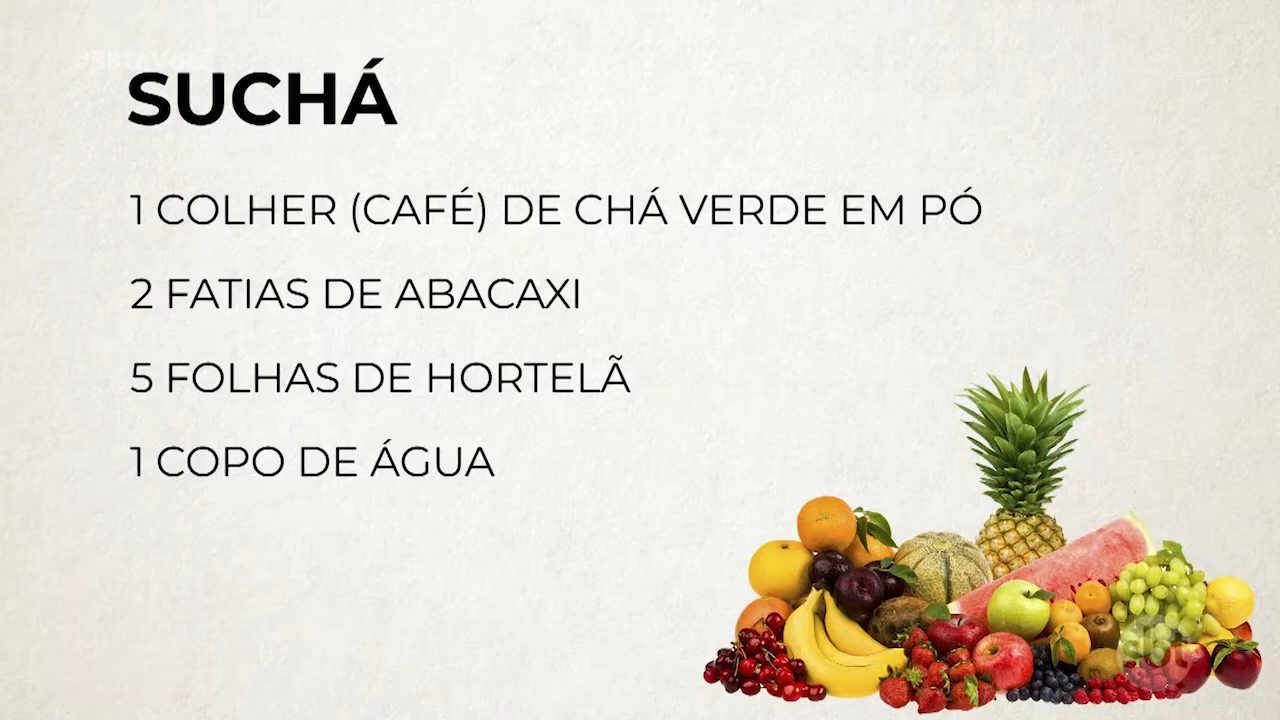 SUCHÁ
1 COLHER (CAFÉ) DE CHÁ VERDE EM PÓ
2 FATIAS DE ABACAXI
5 FOLHAS DE HORTELÃ
1 COPO DE ÁGUA